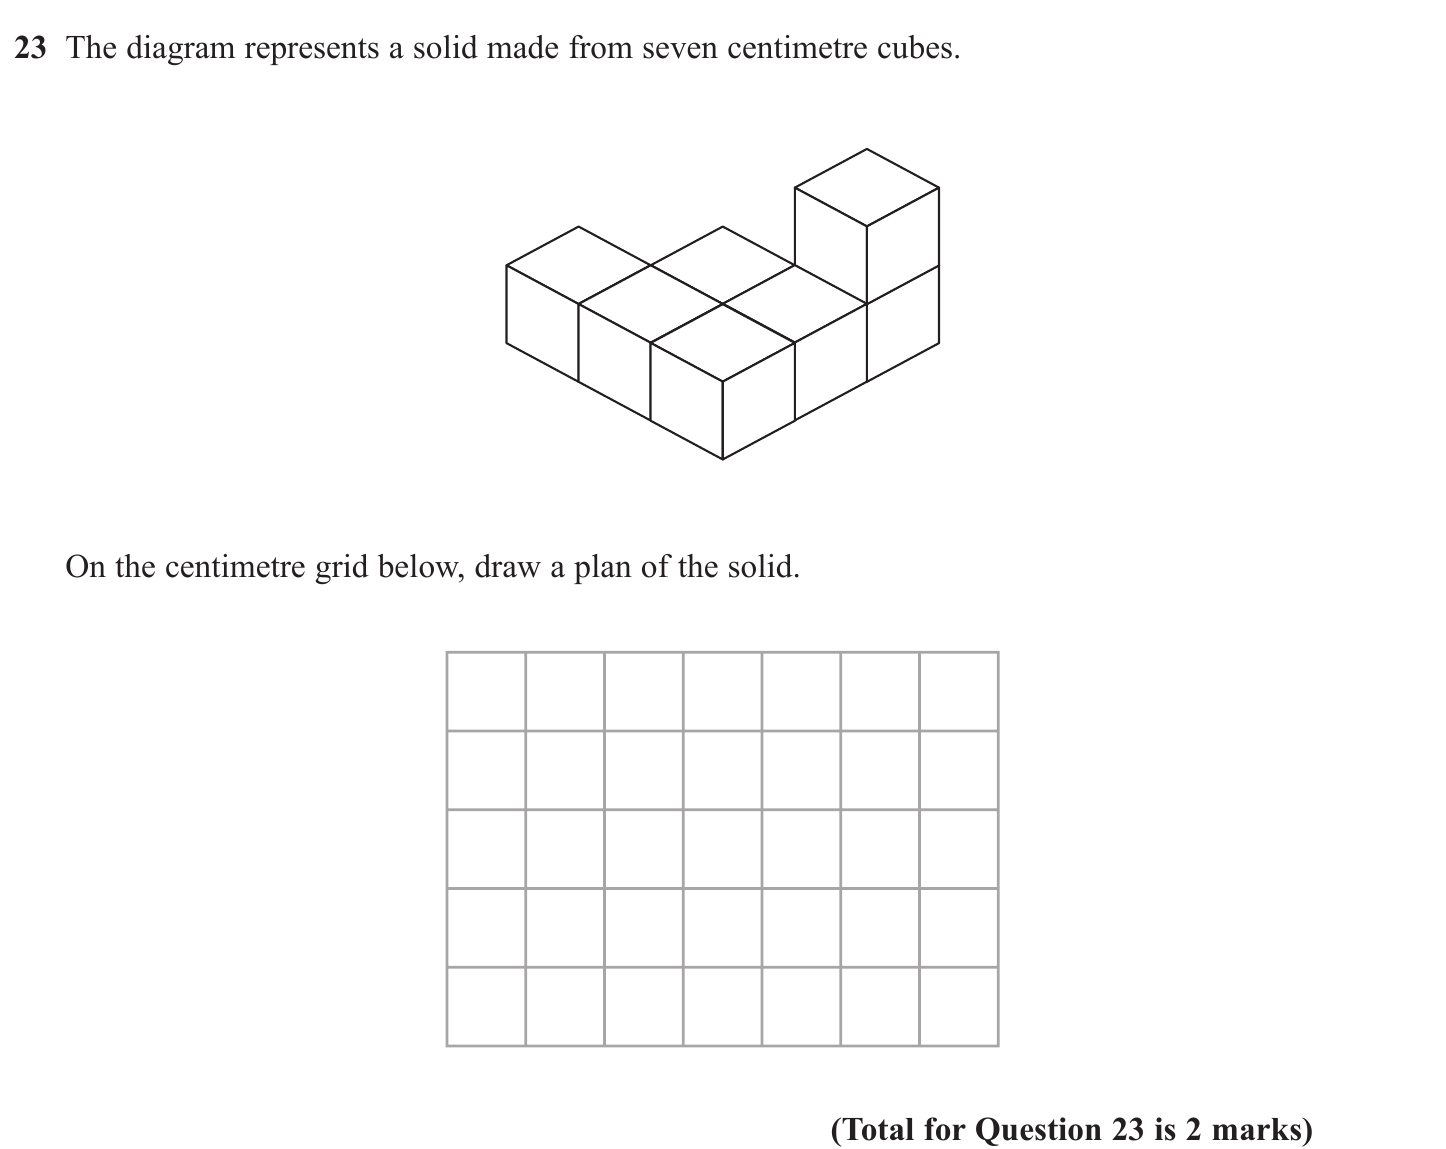 23 The diagram represents a solid made from seven centimetre cubes.
On the centimetre grid below, draw a plan of the solid.
(Total for Question 23 is 2 marks)